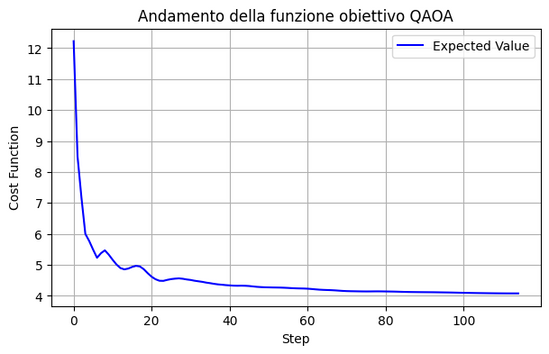 Andamento della funzione obiettivo QAOA
Expected Value
12
11
10
9
8
7
6
5
4
Cost Function
0 20 40 60 80 100
Step